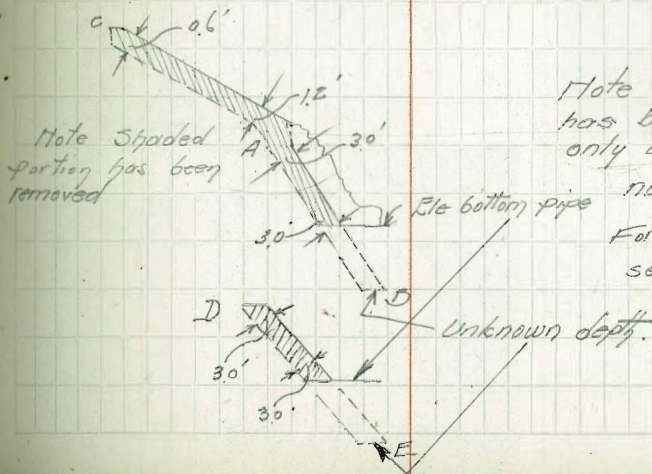 C
0.6'
1.2'
Note Shaded
portion has been
removed
A
3.0'
3.0'
Ele bottom pipe
B
Unknown depth.
D
3.0'
3.0'
E
Note
has b
only
no
For
se